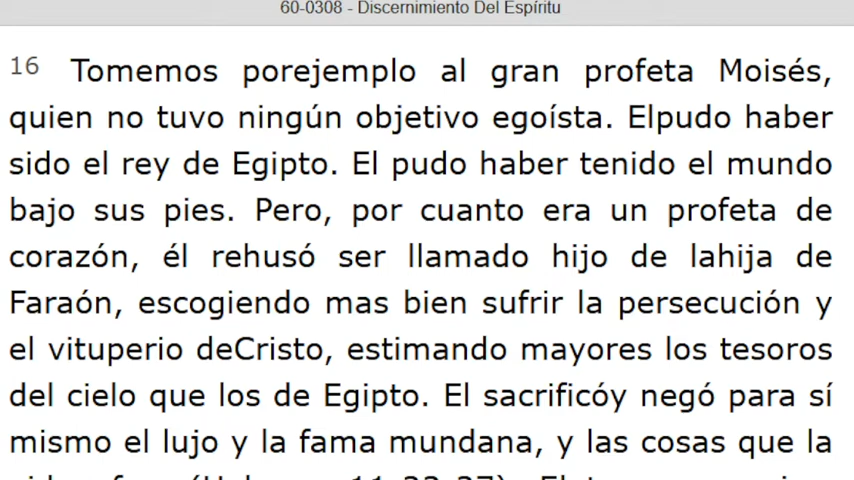 60-0308 - Discernimiento Del Espíritu
16 Tomemos porejemplo al gran profeta Moisés,
quien no tuvo ningún objetivo egoísta. Elpudo haber
sido el rey de Egipto. El pudo haber tenido el mundo
bajo sus pies. Pero, por cuanto era un profeta de
corazón, él rehusó ser llamado hijo de lahija de
Faraón, escogiendo mas bien sufrir la persecución y
el vituperio deCristo, estimando mayores los tesoros
del cielo que los de Egipto. El sacrificóy negó para sí
mismo el lujo y la fama mundana, y las cosas que la